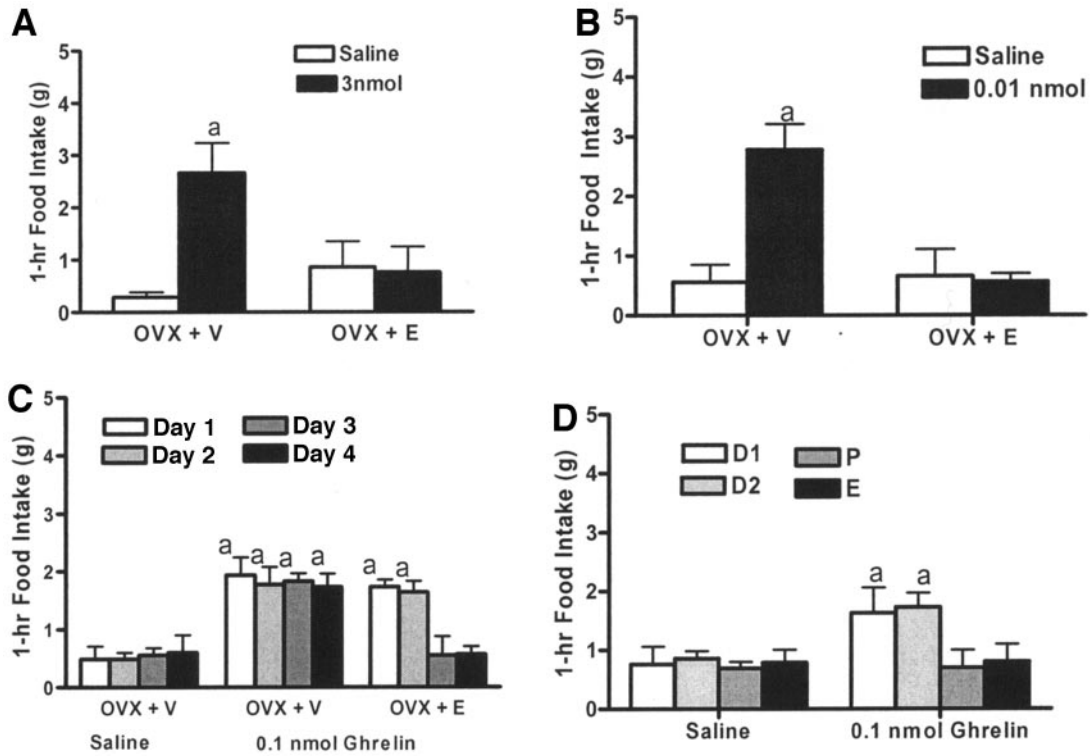 A
1-hr Food Intake (g)
5
4
3
2
1
0
Saline
3nmol
a
OVX + V
OVX + E
B
1-hr Food Intake (g)
5
4
3
2
1
0
Saline
0.01 nmol
a
OVX + V
OVX + E
C
1-hr Food Intake (g)
5
4
3
2
1
0
Day 1
Day 3
Day 2
Day 4
a a a a
a a
OVX + V
OVX + V
OVX + E
Saline
0.1 nmol Ghrelin
D
1-hr Food Intake (g)
5
4
3
2
1
0
D1
P
D2
E
a a
Saline
0.1 nmol Ghrelin